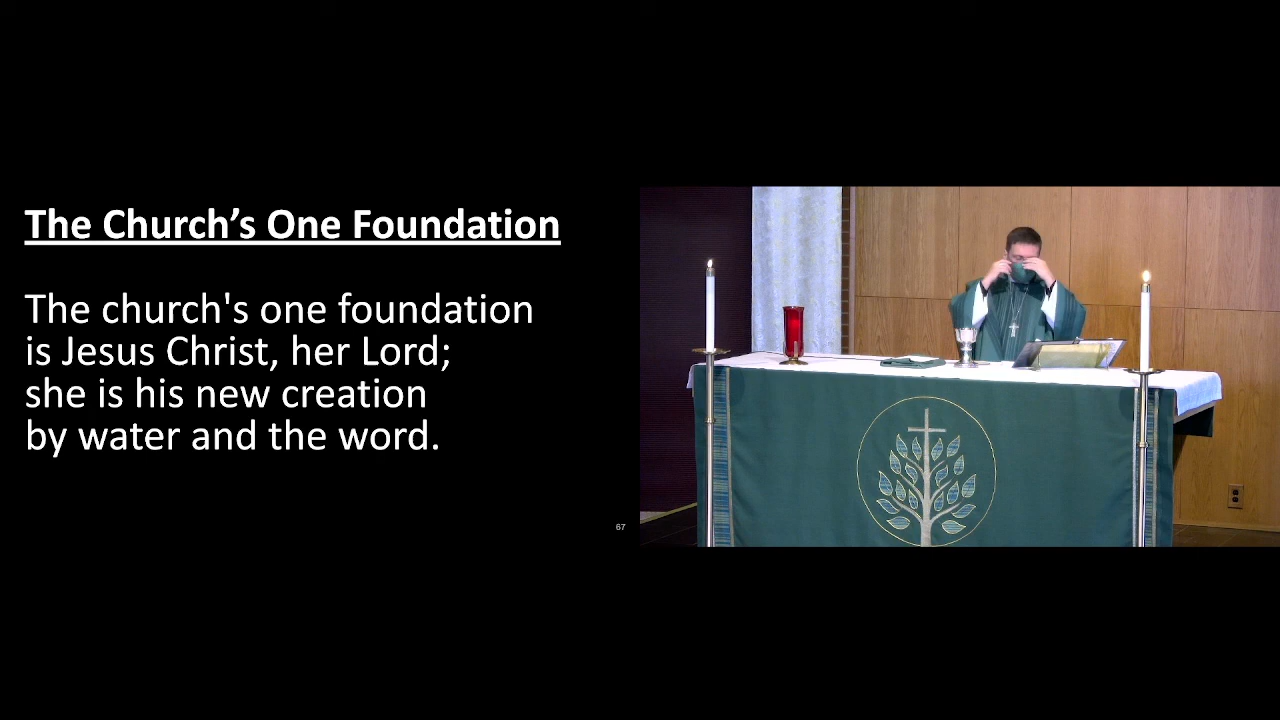 The Church’s One Foundation
The church's one foundation
is Jesus Christ, her Lord;
she is his new creation
by water and the word.
67